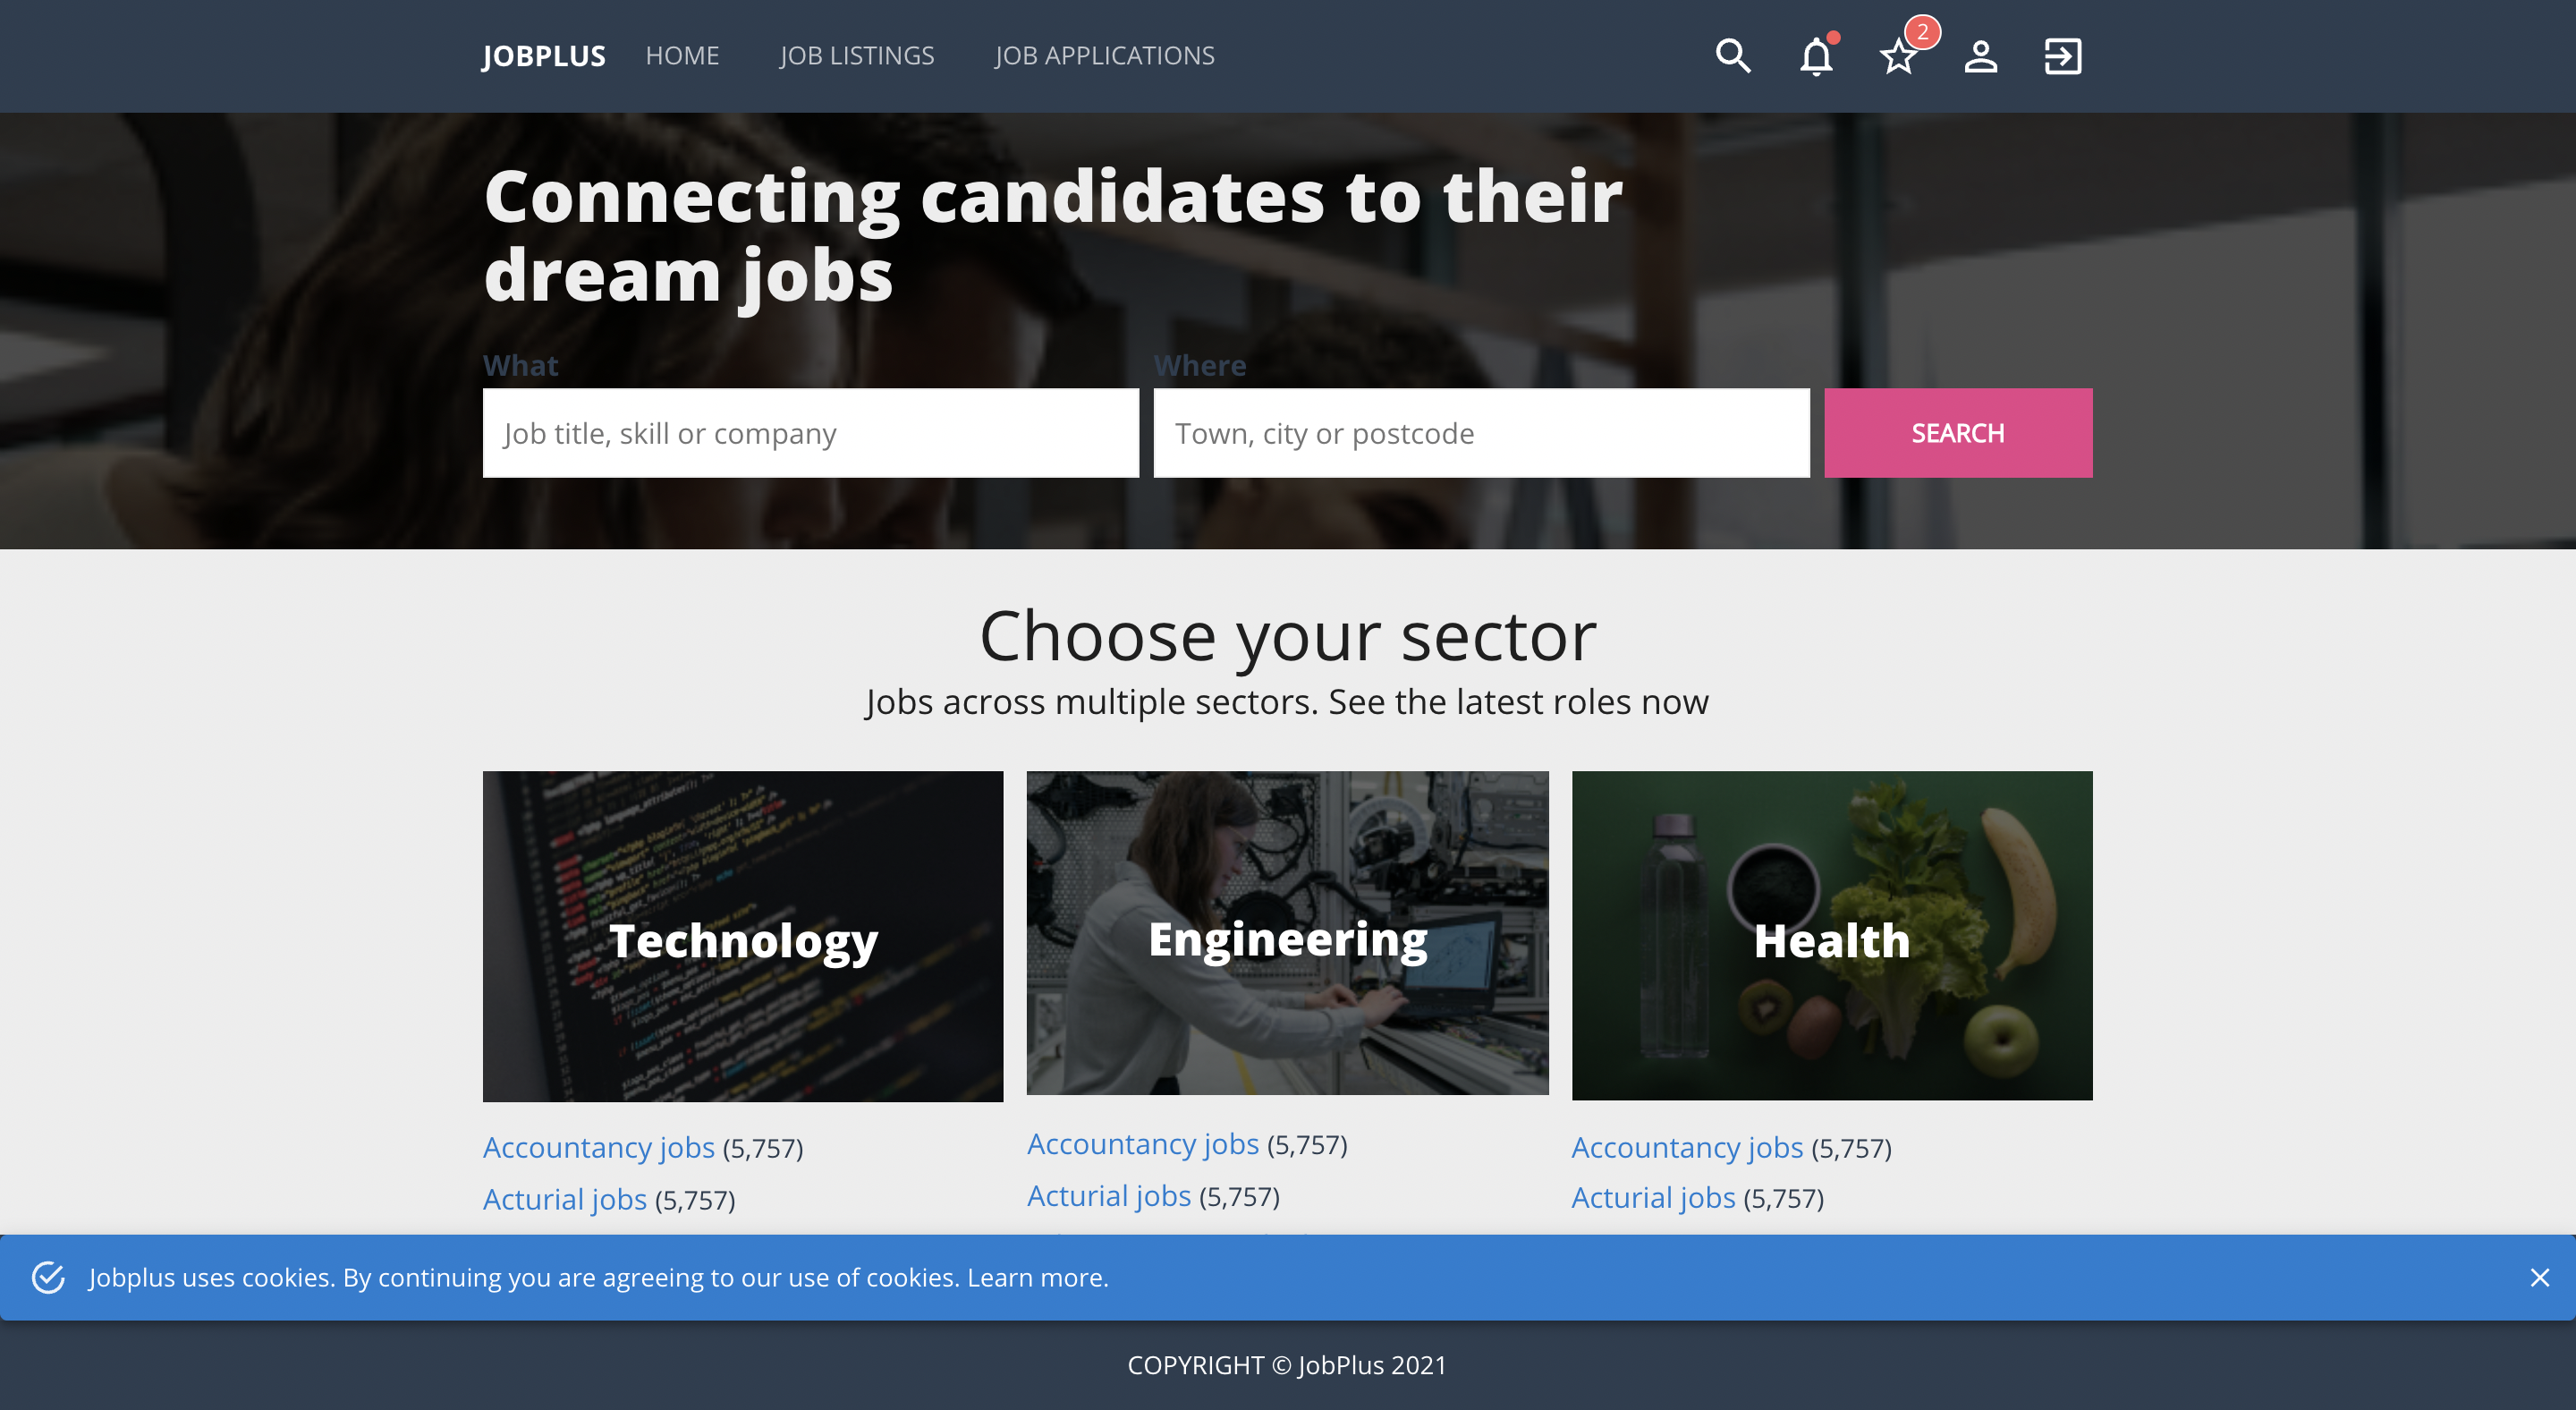 JOBPLUS HOME JOB LISTINGS JOB APPLICATIONS 2
Connecting candidates to their
dream jobs
What Where
Job title, skill or company Town, city or postcode SEARCH
Choose your sector
Jobs across multiple sectors. See the latest roles now
Technology Engineering Health
Accountancy jobs (5,757) Accountancy jobs (5,757) Accountancy jobs (5,757)
Acturial jobs (5,757) Acturial jobs (5,757) Acturial jobs (5,757)
Jobplus uses cookies. By continuing you are agreeing to our use of cookies. Learn more.
COPYRIGHT © JobPlus 2021